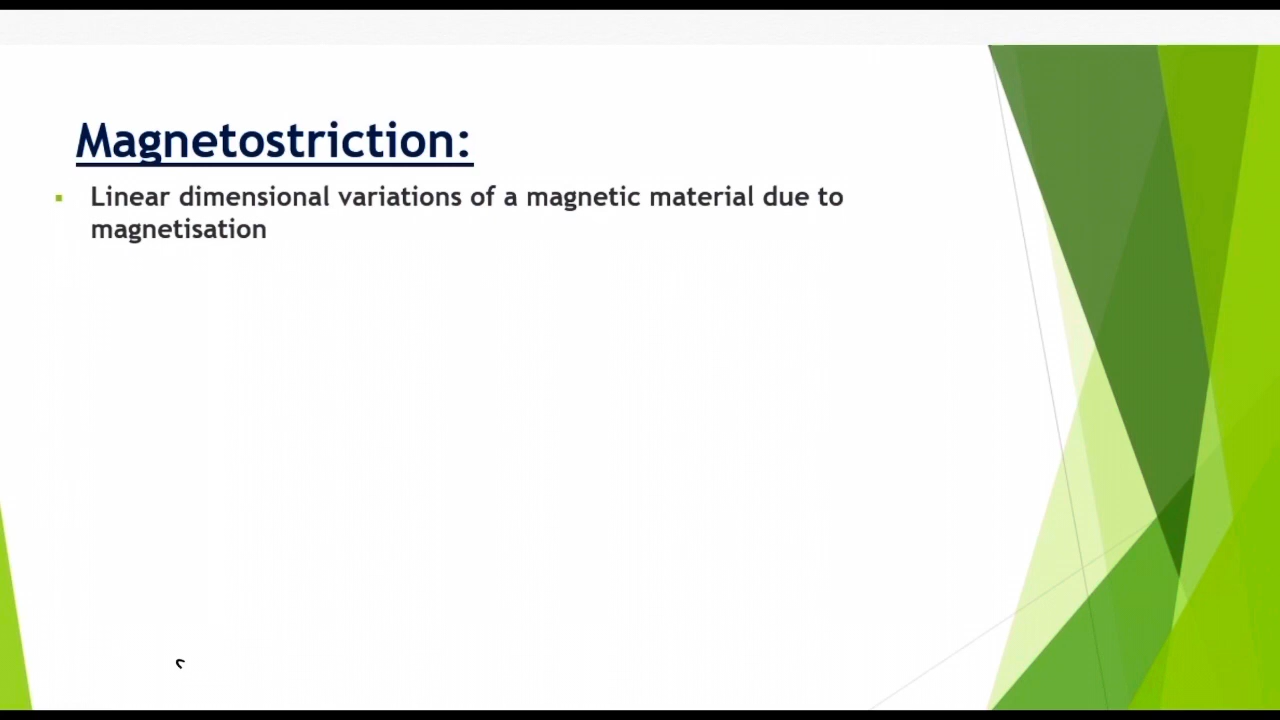 Magnetostriction:
Linear dimensional variations of a magnetic material due to
magnetisation